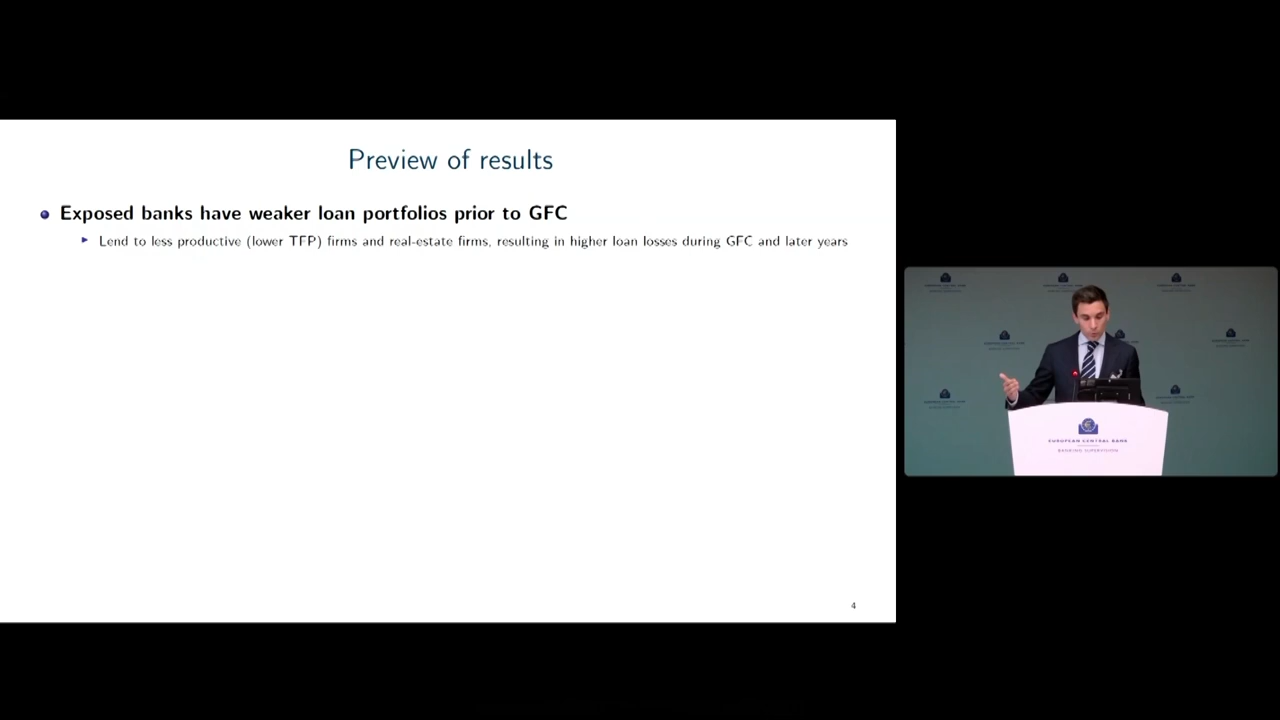 Preview of results
Exposed banks have weaker loan portfolios prior to GFC
Lend to less productive (lower TFP) firms and real-estate firms, resulting in higher loan losses during GFC and later years
4
EUROPEAN CENTRAL BANK
BANKING SUPERVISION